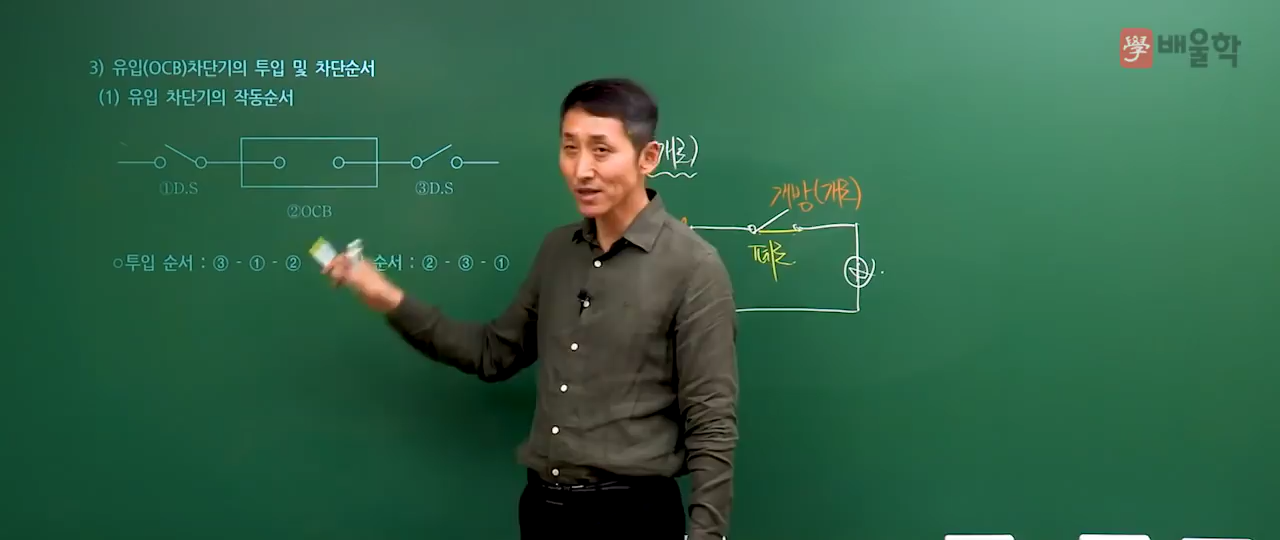 學 배울학
3) 유입(OCB)차단기의 투입 및 차단순서
(1) 유입 차단기의 작동순서
①D.S
③D.S
②OCB
○투입 순서 : ③ - ① - ② 순서 : ② - ③ - ①
개로)
개방(개로)
폐로